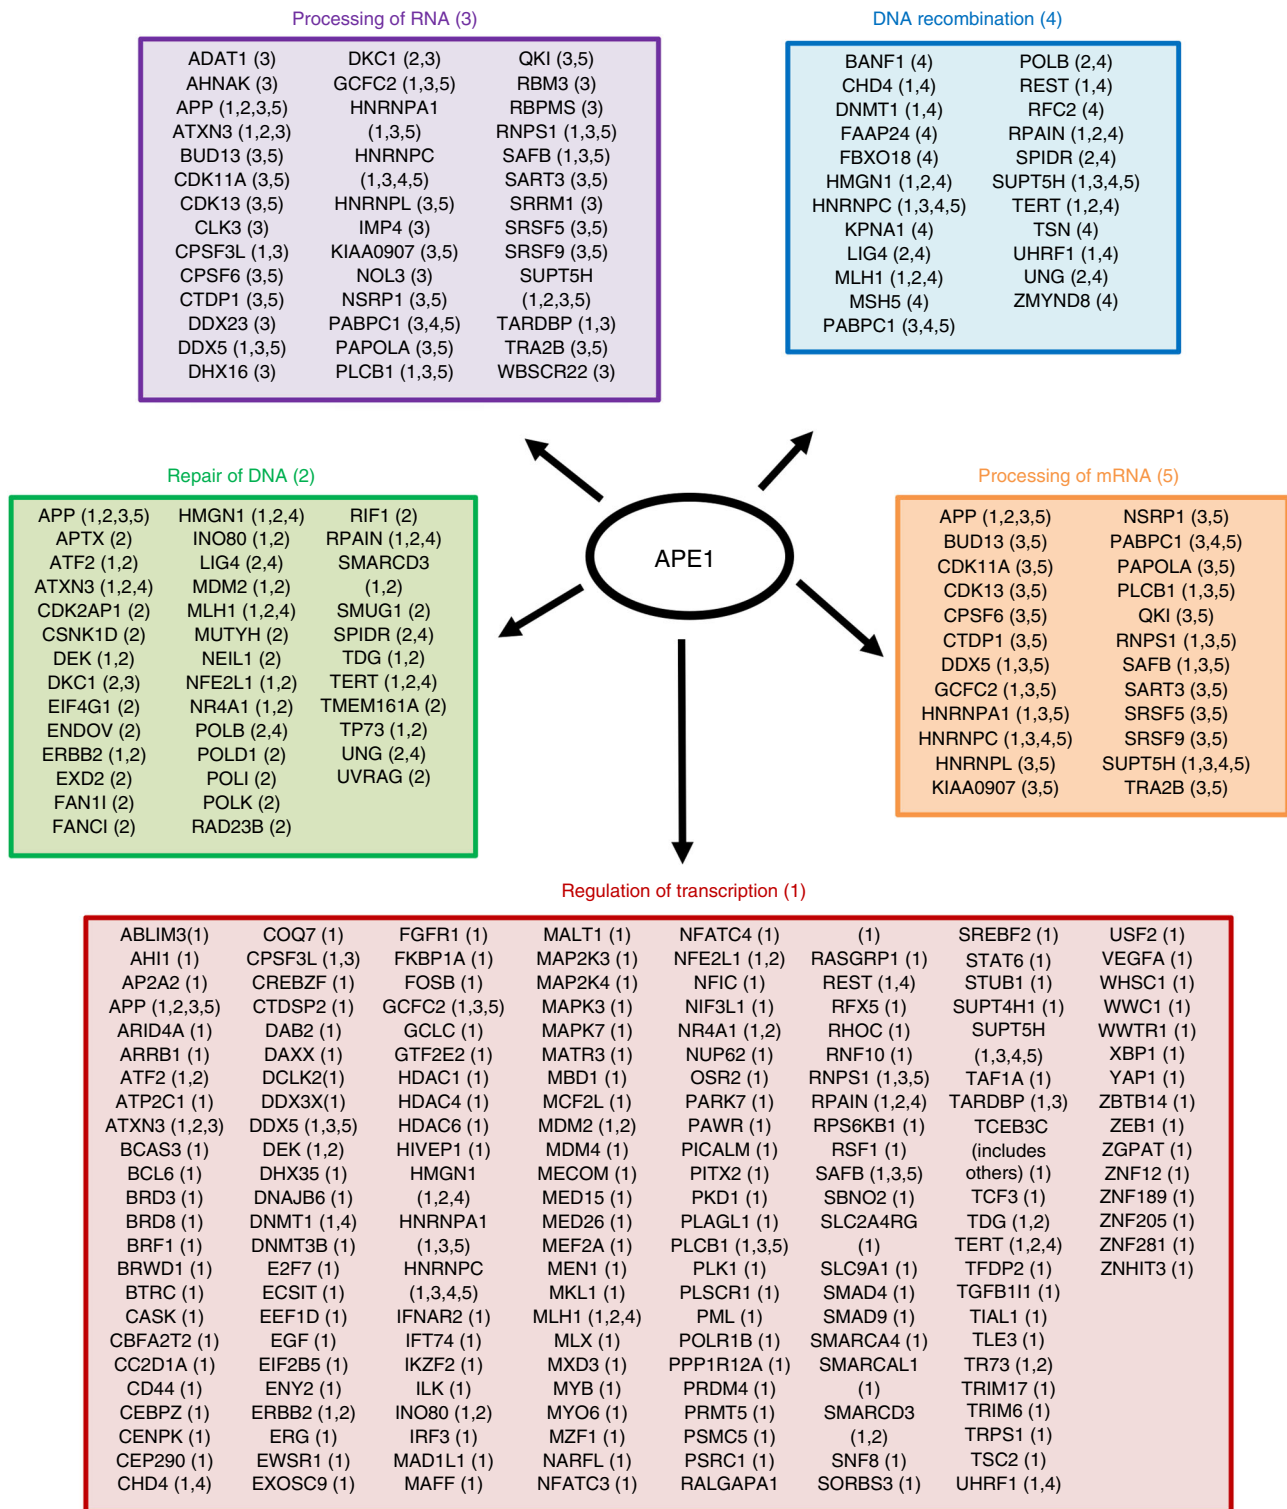 Processing of RNA (3)
ADAT1 (3)
AHNAK (3)
APP (1,2,3,5)
ATXN3 (1,2,3)
BUD13 (3,5)
CDK11A (3,5)
CDK13 (3,5)
CLK3 (3)
CPSF3L (1,3)
CPSF6 (3,5)
CTDP1 (3,5)
DDX23 (3)
DDX5 (1,3,5)
DHX16 (3)
DKC1 (2,3)
GCFC2 (1,3,5)
HNRNPA1
(1,3,5)
HNRNPC
(1,3,4,5)
HNRNPL (3,5)
IMP4 (3)
KIAA0907 (3,5)
NOL3 (3)
NSRP1 (3,5)
PABPC1 (3,4,5)
PAPOLA (3,5)
PLCB1 (1,3,5)
QKI (3,5)
RBM3 (3)
RBPMS (3)
RNPS1 (1,3,5)
SAFB (1,3,5)
SART3 (3,5)
SRRM1 (3)
SRSF5 (3,5)
SRSF9 (3,5)
SUPT5H
(1,2,3,5)
TARDBP (1,3)
TRA2B (3,5)
WBSCR22 (3)
DNA recombination (4)
BANF1 (4)
CHD4 (1,4)
DNMT1 (1,4)
FAAP24 (4)
FBXO18 (4)
HMGN1 (1,2,4)
HNRNPC (1,3,4,5)
KPNA1 (4)
LIG4 (2,4)
MLH1 (1,2,4)
MSH5 (4)
PABPC1 (3,4,5)
POLB (2,4)
REST (1,4)
RFC2 (4)
RPAIN (1,2,4)
SPIDR (2,4)
SUPT5H (1,3,4,5)
TERT (1,2,4)
TSN (4)
UHRF1 (1,4)
UNG (2,4)
ZMYND8 (4)
Repair of DNA (2)
APP (1,2,3,5)
APTX (2)
ATF2 (1,2)
ATXN3 (1,2,4)
CDK2AP1 (2)
CSNK1D (2)
DEK (1,2)
DKC1 (2,3)
EIF4G1 (2)
ENDOV (2)
ERBB2 (1,2)
EXD2 (2)
FAN1I (2)
FANCI (2)
HMGN1 (1,2,4)
INO80 (1,2)
LIG4 (2,4)
MDM2 (1,2)
MLH1 (1,2,4)
MUTYH (2)
NEIL1 (2)
NFE2L1 (1,2)
NR4A1 (1,2)
POLB (2,4)
POLD1 (2)
POLI (2)
POLK (2)
RAD23B (2)
RIF1 (2)
RPAIN (1,2,4)
SMARCD3
(1,2)
SMUG1 (2)
SPIDR (2,4)
TDG (1,2)
TERT (1,2,4)
TMEM161A (2)
TP73 (1,2)
UNG (2,4)
UVRAG (2)
APE1
Processing of mRNA (5)
APP (1,2,3,5)
BUD13 (3,5)
CDK11A (3,5)
CDK13 (3,5)
CPSF6 (3,5)
CTDP1 (3,5)
DDX5 (1,3,5)
GCFC2 (1,3,5)
HNRNPA1 (1,3,5)
HNRNPC (1,3,4,5)
HNRNPL (3,5)
KIAA0907 (3,5)
NSRP1 (3,5)
PABPC1 (3,4,5)
PAPOLA (3,5)
PLCB1 (1,3,5)
QKI (3,5)
RNPS1 (1,3,5)
SAFB (1,3,5)
SART3 (3,5)
SRSF5 (3,5)
SRSF9 (3,5)
SUPT5H (1,3,4,5)
TRA2B (3,5)
Regulation of transcription (1)
ABLIM3(1)
AHI1 (1)
AP2A2 (1)
APP (1,2,3,5)
ARID4A (1)
ARRB1 (1)
ATF2 (1,2)
ATP2C1 (1)
ATXN3 (1,2,3)
BCAS3 (1)
BCL6 (1)
BRD3 (1)
BRD8 (1)
BRF1 (1)
BRWD1 (1)
BTRC (1)
CASK (1)
CBFA2T2 (1)
CC2D1A (1)
CD44 (1)
CEBPZ (1)
CENPK (1)
CEP290 (1)
CHD4 (1,4)
COQ7 (1)
CPSF3L (1,3)
CREBZF (1)
CTDSP2 (1)
DAB2 (1)
DAXX (1)
DCLK2(1)
DDX3X(1)
DDX5 (1,3,5)
DEK (1,2)
DHX35 (1)
DNAJB6 (1)
DNMT1 (1,4)
DNMT3B (1)
E2F7 (1)
ECSIT (1)
EEF1D (1)
EGF (1)
EIF2B5 (1)
ENY2 (1)
ERBB2 (1,2)
ERG (1)
EWSR1 (1)
EXOSC9 (1)
FGFR1 (1)
FKBP1A (1)
FOSB (1)
GCFC2 (1,3,5)
GCLC (1)
GTF2E2 (1)
HDAC1 (1)
HDAC4 (1)
HDAC6 (1)
HIVEP1 (1)
HMGN1
(1,2,4)
HNRNPA1
(1,3,5)
HNRNPC
(1,3,4,5)
IFNAR2 (1)
IFT74 (1)
IKZF2 (1)
ILK (1)
INO80 (1,2)
IRF3 (1)
MAD1L1 (1)
MAFF (1)
MALT1 (1)
MAP2K3 (1)
MAP2K4 (1)
MAPK3 (1)
MAPK7 (1)
MATR3 (1)
MBD1 (1)
MCF2L (1)
MDM2 (1,2)
MDM4 (1)
MECOM (1)
MED15 (1)
MED26 (1)
MEF2A (1)
MEN1 (1)
MKL1 (1)
MLH1 (1,2,4)
MLX (1)
MXD3 (1)
MYB (1)
MYO6 (1)
MZF1 (1)
NARFL (1)
NFATC3 (1)
NFATC4 (1)
NFE2L1 (1,2)
NFIC (1)
NIF3L1 (1)
NR4A1 (1,2)
NUP62 (1)
OSR2 (1)
PARK7 (1)
PAWR (1)
PICALM (1)
PITX2 (1)
PKD1 (1)
PLAGL1 (1)
PLCB1 (1,3,5)
PLK1 (1)
PLSCR1 (1)
PML (1)
POLR1B (1)
PPP1R12A (1)
PRDM4 (1)
PRMT5 (1)
PSMC5 (1)
PSRC1 (1)
RALGAPA1
(1)
RASGRP1 (1)
REST (1,4)
RFX5 (1)
RHOC (1)
RNF10 (1)
RNPS1 (1,3,5)
RPAIN (1,2,4)
RPS6KB1 (1)
RSF1 (1)
SAFB (1,3,5)
SBNO2 (1)
SLC2A4RG
(1)
SLC9A1 (1)
SMAD4 (1)
SMAD9 (1)
SMARCA4 (1)
SMARCAL1
(1)
SMARCD3
(1,2)
SNF8 (1)
SORBS3 (1)
SREBF2 (1)
STAT6 (1)
STUB1 (1)
SUPT4H1 (1)
SUPT5H
(1,3,4,5)
TAF1A (1)
TARDBP (1,3)
TCEB3C
(includes
others) (1)
TCF3 (1)
TDG (1,2)
TERT (1,2,4)
TFDP2 (1)
TGFB1I1 (1)
TIAL1 (1)
TLE3 (1)
TR73 (1,2)
TRIM17 (1)
TRIM6 (1)
TRPS1 (1)
TSC2 (1)
UHRF1 (1,4)
USF2 (1)
VEGFA (1)
WHSC1 (1)
WWC1 (1)
WWTR1 (1)
XBP1 (1)
YAP1 (1)
ZBTB14 (1)
ZEB1 (1)
ZGPAT (1)
ZNF12 (1)
ZNF189 (1)
ZNF205 (1)
ZNF281 (1)
ZNHIT3 (1)